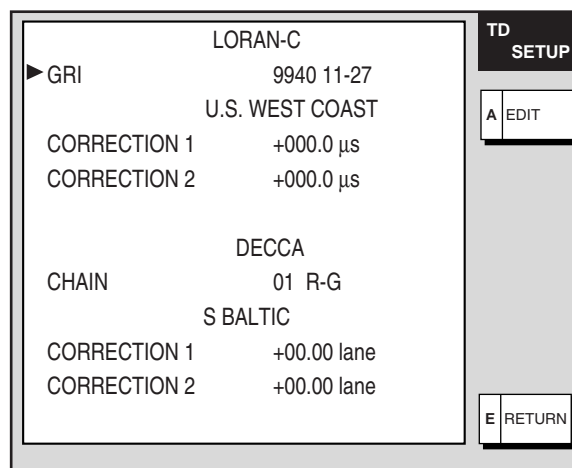 LORAN-C
GRI 9940 11-27
U.S. WEST COAST
CORRECTION 1 +000.0 µs
CORRECTION 2 +000.0 µs
DECCA
CHAIN 01 R-G
S BALTIC
CORRECTION 1 +00.00 lane
CORRECTION 2 +00.00 lane
TD
SETUP
A EDIT
E RETURN